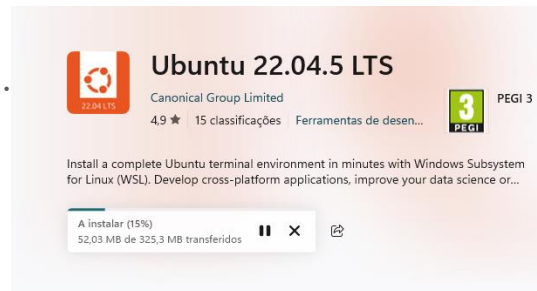 Ubuntu 22.04.5 LTS
22.04 LTS
Canonical Group Limited
4,9 ★ 15 classificações Ferramentas de desen...
3
PEGI
PEGI 3
Install a complete Ubuntu terminal environment in minutes with Windows Subsystem
for Linux (WSL). Develop cross-platform applications, improve your data science or...
A instalar (15%)
52,03 MB de 325,3 MB transferidos